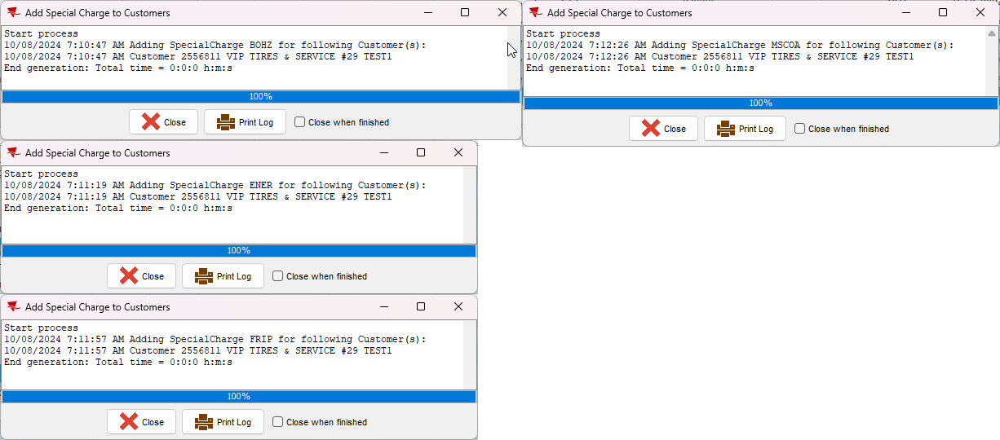 Add Special Charge to Customers
Start process
10/08/2024 7:10:47 AM Adding SpecialCharge BOHZ for following Customer(s):
10/08/2024 7:10:47 AM Customer 2556811 VIP TIRES & SERVICE #29 TEST1
End generation: Total time = 0:0:0 h:m:s
100%
Close
Print Log
Close when finished
Add Special Charge to Customers
Start process
10/08/2024 7:12:26 AM Adding SpecialCharge MSCOA for following Customer(s):
10/08/2024 7:12:26 AM Customer 2556811 VIP TIRES & SERVICE #29 TEST1
End generation: Total time = 0:0:0 h:m:s
100%
Close
Print Log
Close when finished
Add Special Charge to Customers
Start process
10/08/2024 7:11:19 AM Adding SpecialCharge ENER for following Customer(s):
10/08/2024 7:11:19 AM Customer 2556811 VIP TIRES & SERVICE #29 TEST1
End generation: Total time = 0:0:0 h:m:s
100%
Close
Print Log
Close when finished
Add Special Charge to Customers
Start process
10/08/2024 7:11:57 AM Adding SpecialCharge FRIP for following Customer(s):
10/08/2024 7:11:57 AM Customer 2556811 VIP TIRES & SERVICE #29 TEST1
End generation: Total time = 0:0:0 h:m:s
100%
Close
Print Log
Close when finished